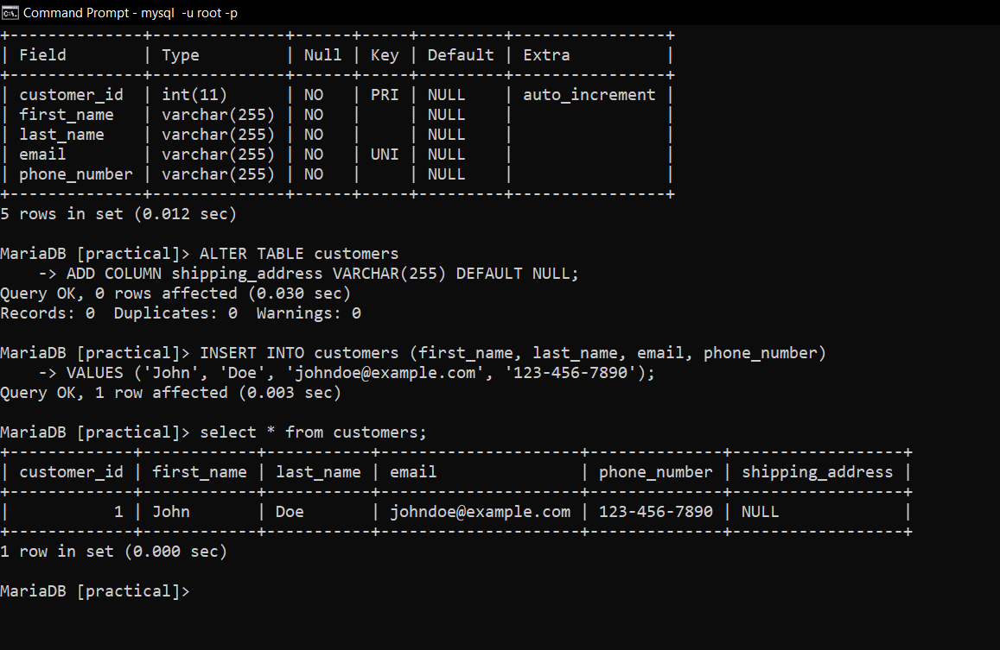 Command Prompt - mysql  -u root -p
+--------------+--------------+------+-----+---------+----------------+
| Field        | Type         | Null | Key | Default | Extra          |
+--------------+--------------+------+-----+---------+----------------+
| customer_id  | int(11)      | NO   | PRI | NULL    | auto_increment |
| first_name   | varchar(255) | NO   |     | NULL    |                |
| last_name    | varchar(255) | NO   |     | NULL    |                |
| email        | varchar(255) | NO   | UNI | NULL    |                |
| phone_number | varchar(255) | NO   |     | NULL    |                |
+--------------+--------------+------+-----+---------+----------------+
5 rows in set (0.012 sec)
MariaDB [practical]> ALTER TABLE customers
    -> ADD COLUMN shipping_address VARCHAR(255) DEFAULT NULL;
Query OK, 0 rows affected (0.030 sec)
Records: 0  Duplicates: 0  Warnings: 0
MariaDB [practical]> INSERT INTO customers (first_name, last_name, email, phone_number)
    -> VALUES ('John', 'Doe', 'johndoe@example.com', '123-456-7890');
Query OK, 1 row affected (0.003 sec)
MariaDB [practical]> select * from customers;
+-------------+------------+-----------+---------------------+--------------+------------------+
| customer_id | first_name | last_name | email               | phone_number | shipping_address |
+-------------+------------+-----------+---------------------+--------------+------------------+
|           1 | John       | Doe       | johndoe@example.com | 123-456-7890 | NULL             |
+-------------+------------+-----------+---------------------+--------------+------------------+
1 row in set (0.000 sec)
MariaDB [practical]>